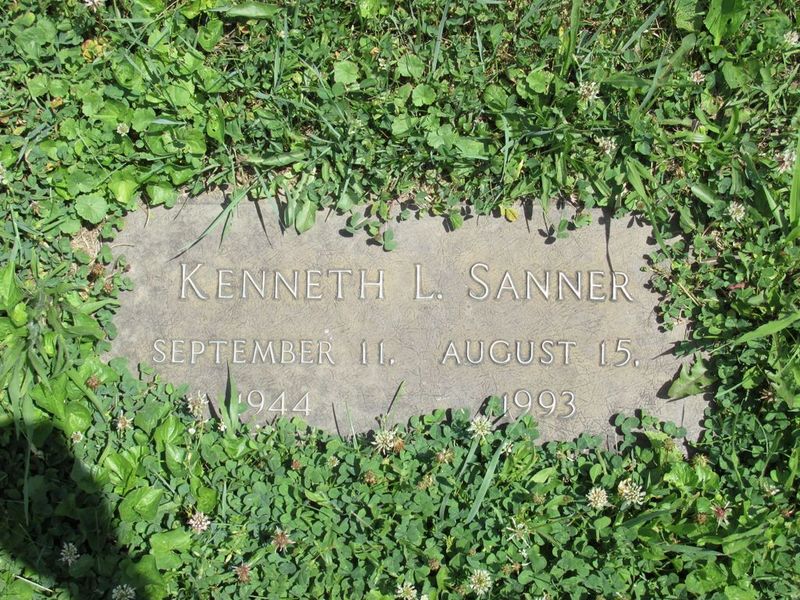 KENNETH L. SANNER
SEPTEMBER 11, AUGUST 15,
1944 1993